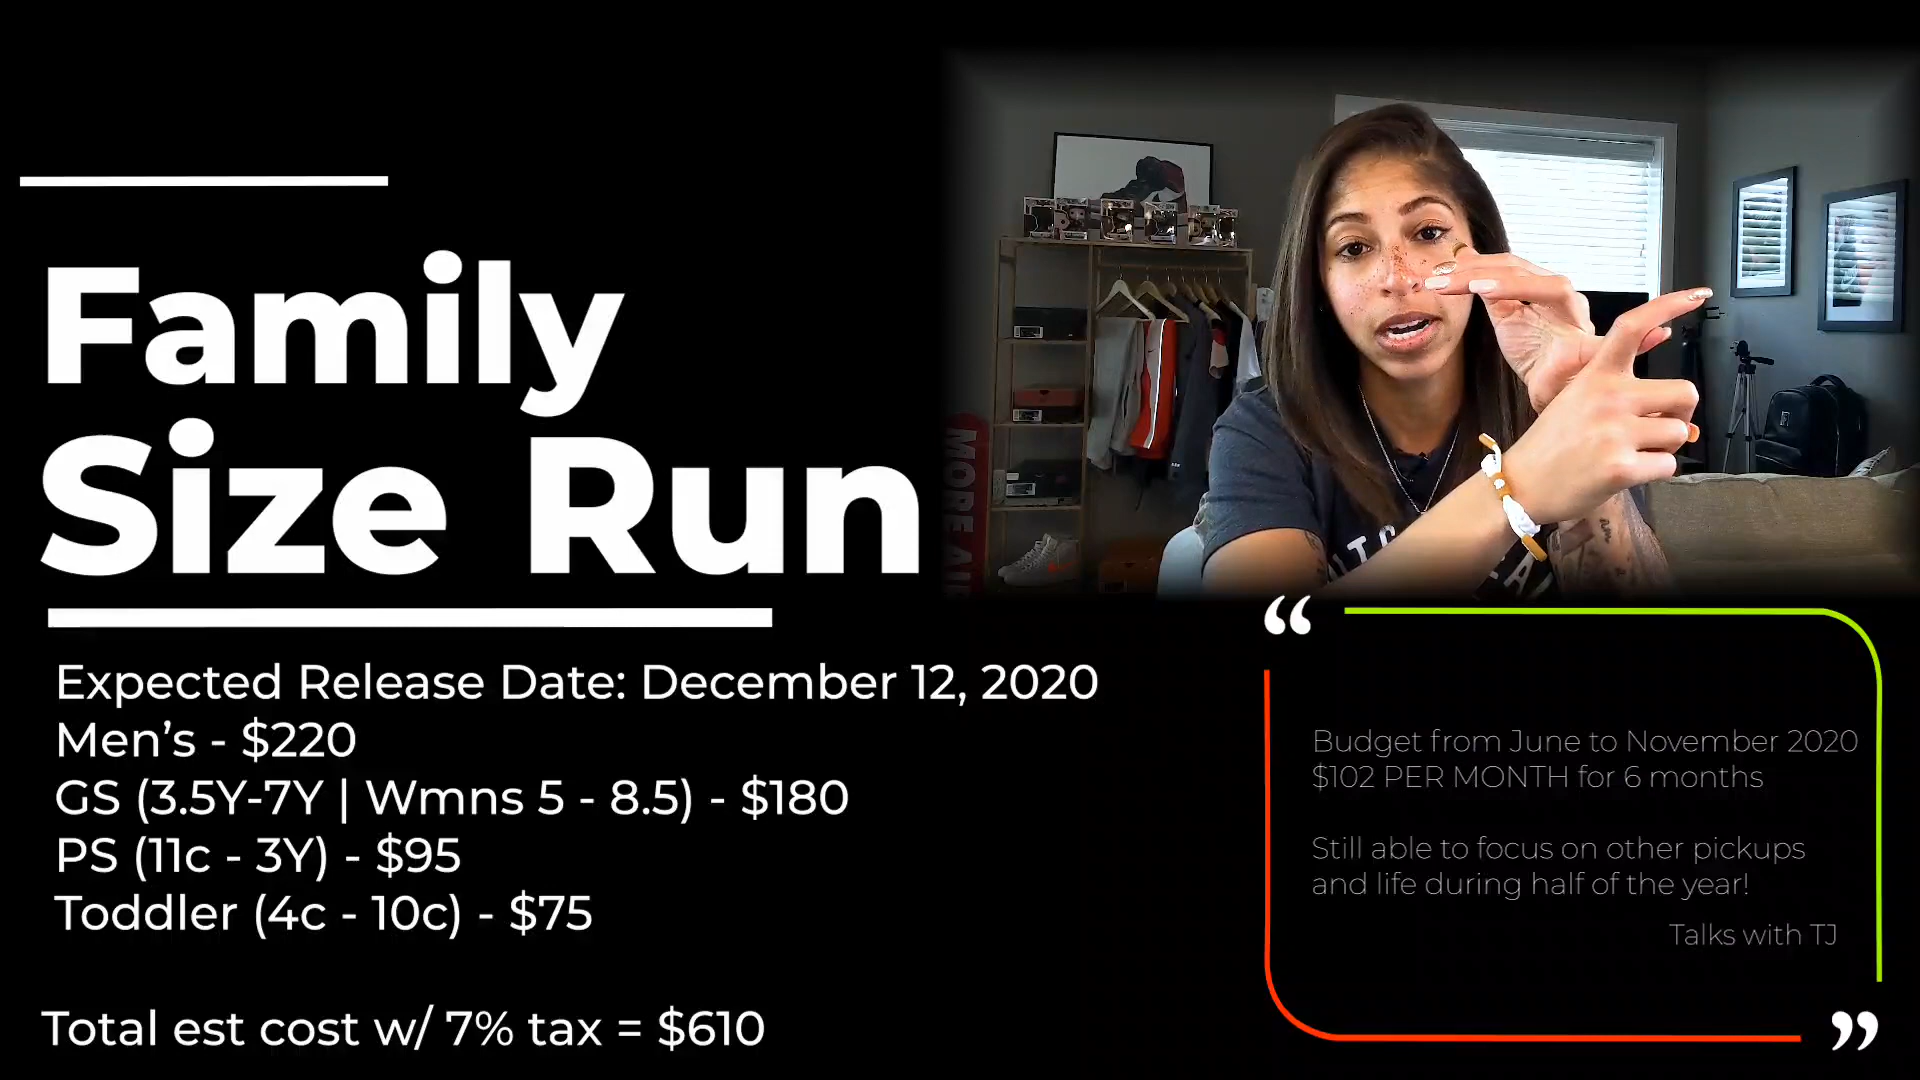 Family
Size Run
Expected Release Date: December 12, 2020
Men’s - $220
GS (3.5Y-7Y | Wmns 5 - 8.5) - $180
PS (11c - 3Y) - $95
Toddler (4c - 10c) - $75
Total est cost w/ 7% tax = $610
MORE AIR
“
Budget from June to November 2020
$102 PER MONTH for 6 months
Still able to focus on other pickups
and life during half of the year!
Talks with TJ
”